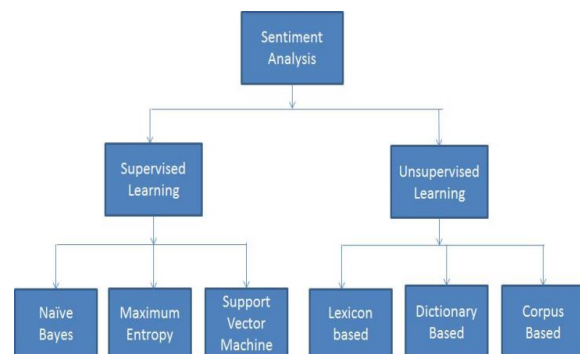 Sentiment
Analysis
Supervised
Learning
Unsupervised
Learning
Naïve
Bayes
Maximum
Entropy
Support
Vector
Machine
Lexicon
based
Dictionary
Based
Corpus
Based